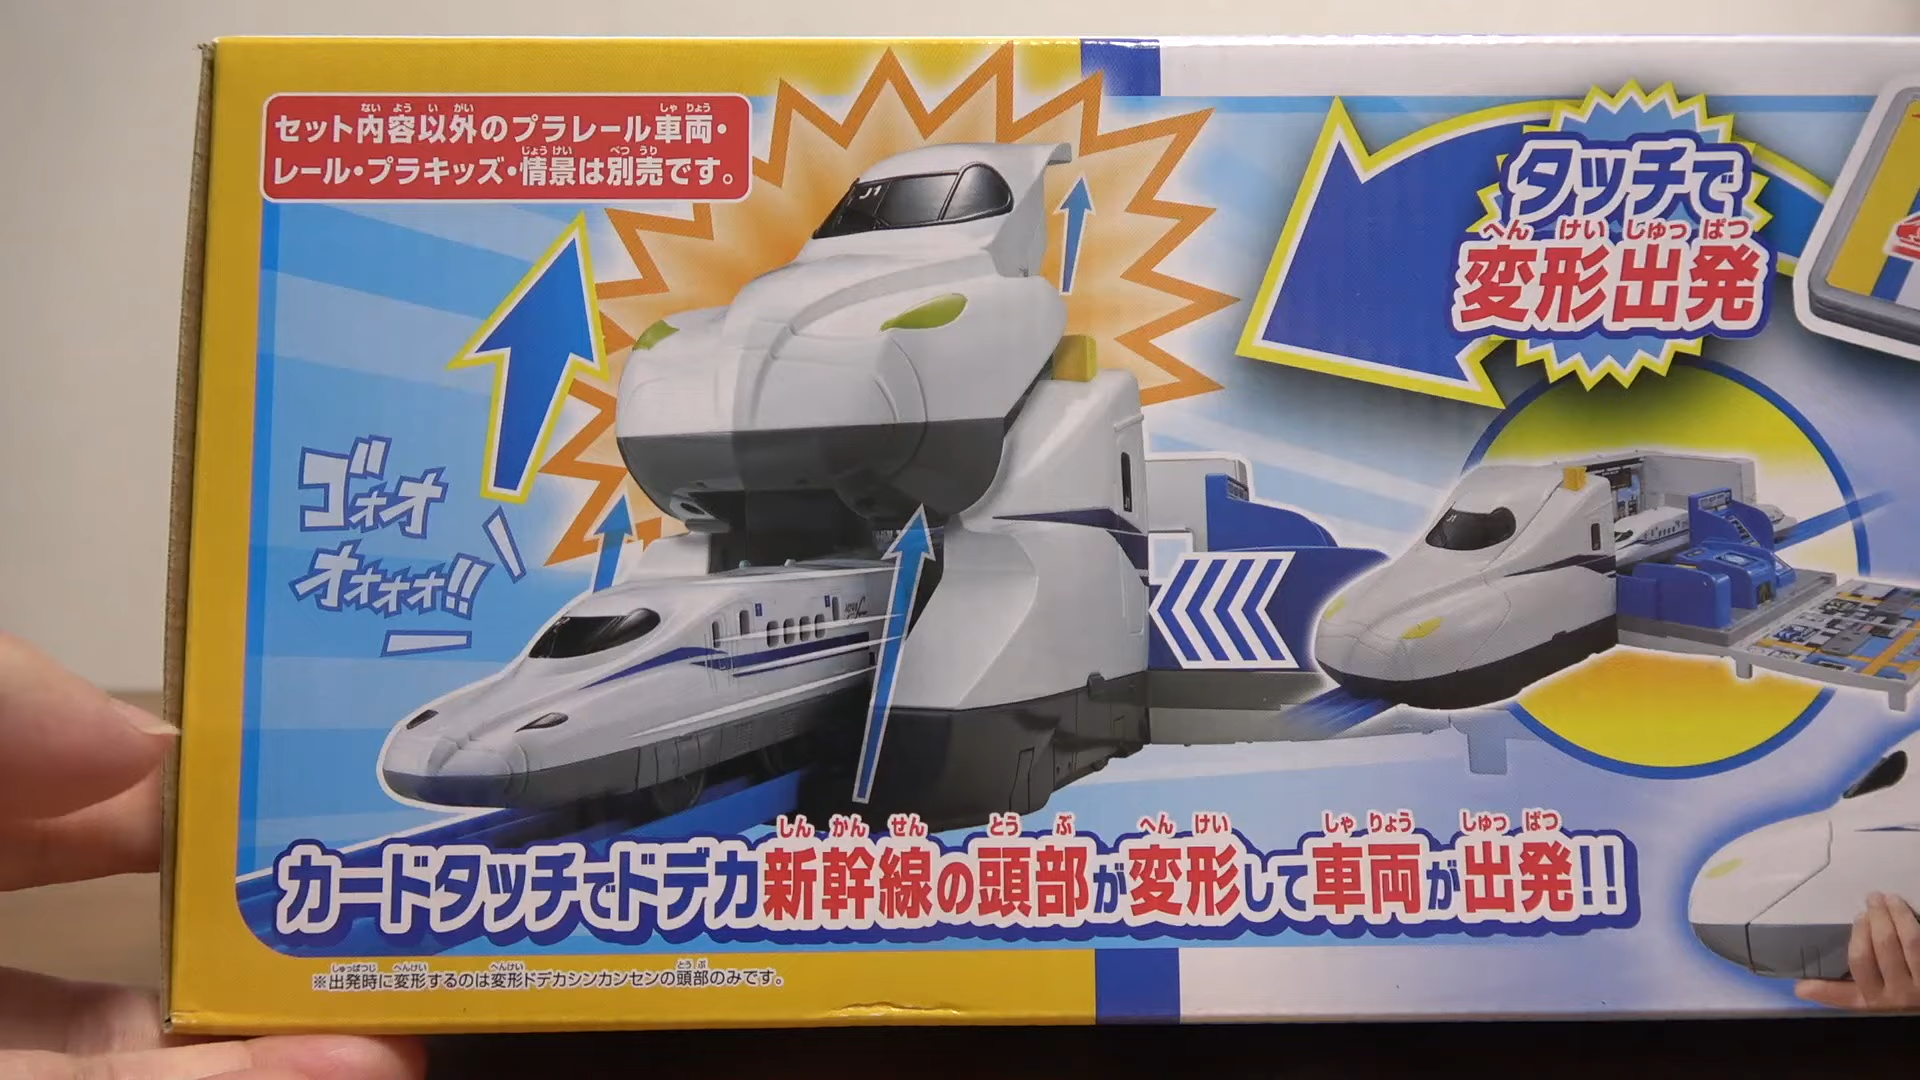 セット内容以外のプラレール車両・
レール・プラキッズ・情景は別売です。
タッチで
変形出発
ゴォオ
オォォォ!!
J1
カードタッチでドデカ新幹線の頭部が変形して車両が出発!!
※出発時に変形するのは変形ドデカシンカンセンの頭部のみです。